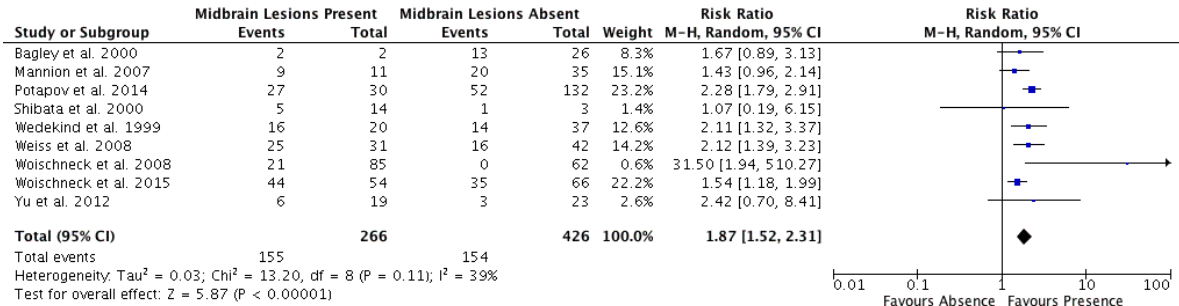 Midbrain Lesions Present Midbrain Lesions Absent Risk Ratio Risk Ratio
Study or Subgroup Events Total Events Total Weight M-H, Random, 95% CI M-H, Random, 95% CI
Bagley et al. 2000 2 2 13 26 8.3% 1.67 [0.89, 3.13]
Mannion et al. 2007 9 11 20 35 15.1% 1.43 [0.96, 2.14]
Potapov et al. 2014 27 30 52 132 23.2% 2.28 [1.79, 2.91]
Shibata et al. 2000 5 14 1 3 1.4% 1.07 [0.19, 6.15]
Wedekind et al. 1999 16 20 14 37 12.6% 2.11 [1.32, 3.37]
Weiss et al. 2008 25 31 16 42 14.2% 2.12 [1.39, 3.23]
Woischneck et al. 2008 21 85 0 62 0.6% 31.50 [1.94, 510.27]
Woischneck et al. 2015 44 54 35 66 22.2% 1.54 [1.18, 1.99]
Yu et al. 2012 6 19 3 23 2.6% 2.42 [0.70, 8.41]
Total (95% CI) 266 426 100.0% 1.87 [1.52, 2.31]
Total events 155 154
Heterogeneity: Tau² = 0.03; Chi² = 13.20, df = 8 (P = 0.11); I² = 39%
Test for overall effect: Z = 5.87 (P < 0.00001)
0.01 0.1 1 10 100
Favours Absence Favours Presence